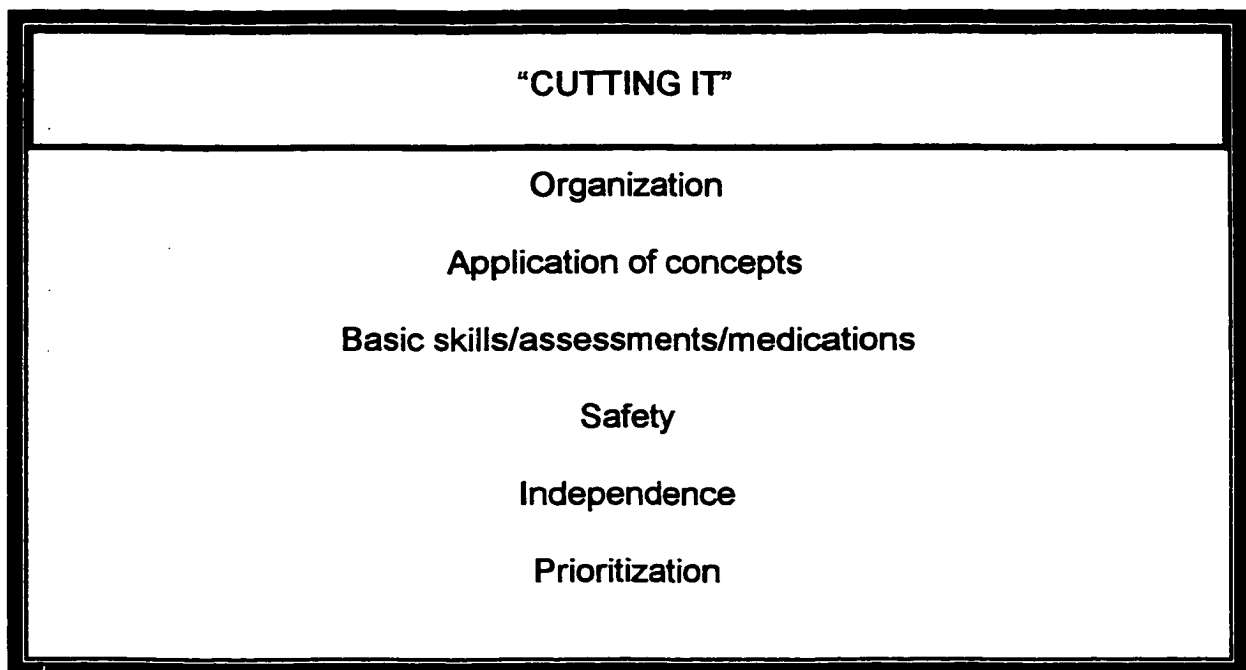 "CUTTING IT"
Organization
Application of concepts
Basic skills/assessments/medications
Safety
Independence
Prioritization